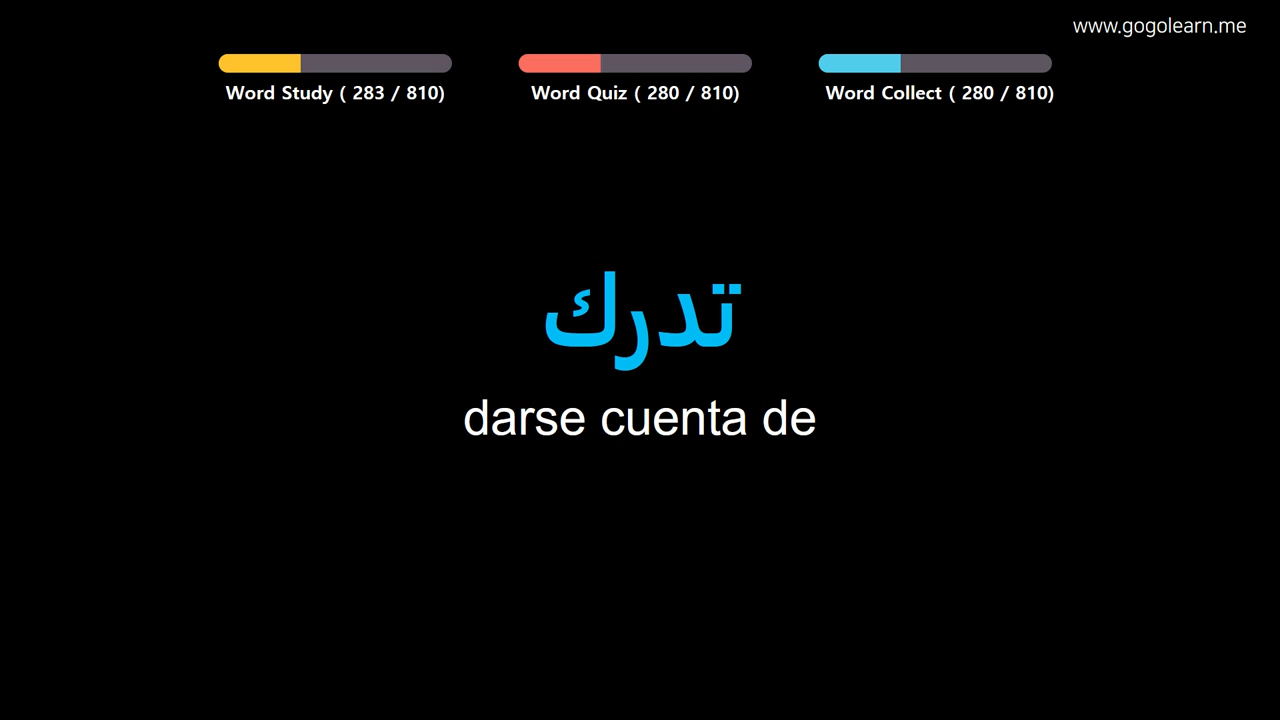 www.gogolearn.me
Word Study ( 283 / 810)
Word Quiz ( 280 / 810)
Word Collect ( 280 / 810)
تدرك
darse cuenta de